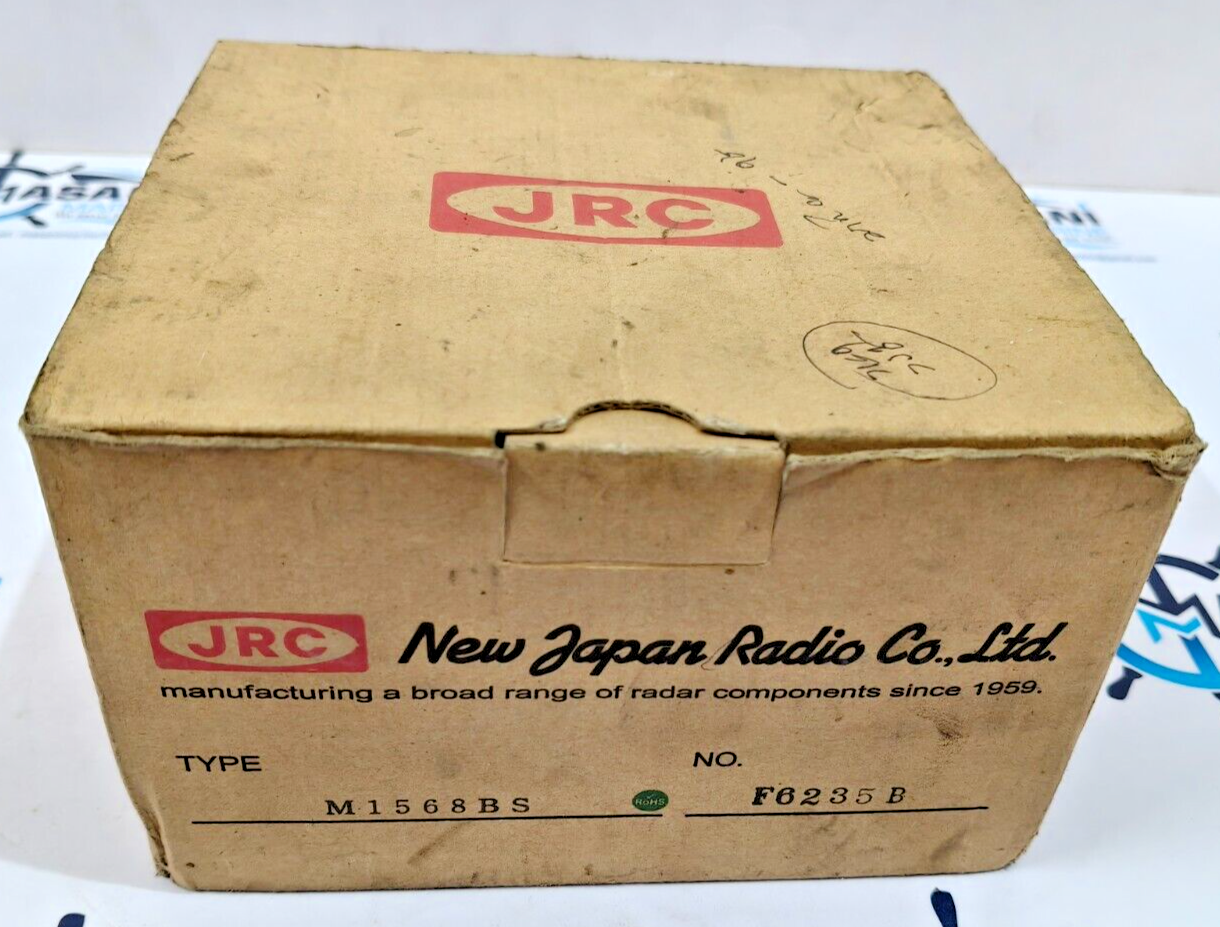 JRC
JRC
New Japan Radio Co., Ltd.
manufacturing a broad range of radar components since 1959.
TYPE
NO.
M1568BS
RoHS
F6235B